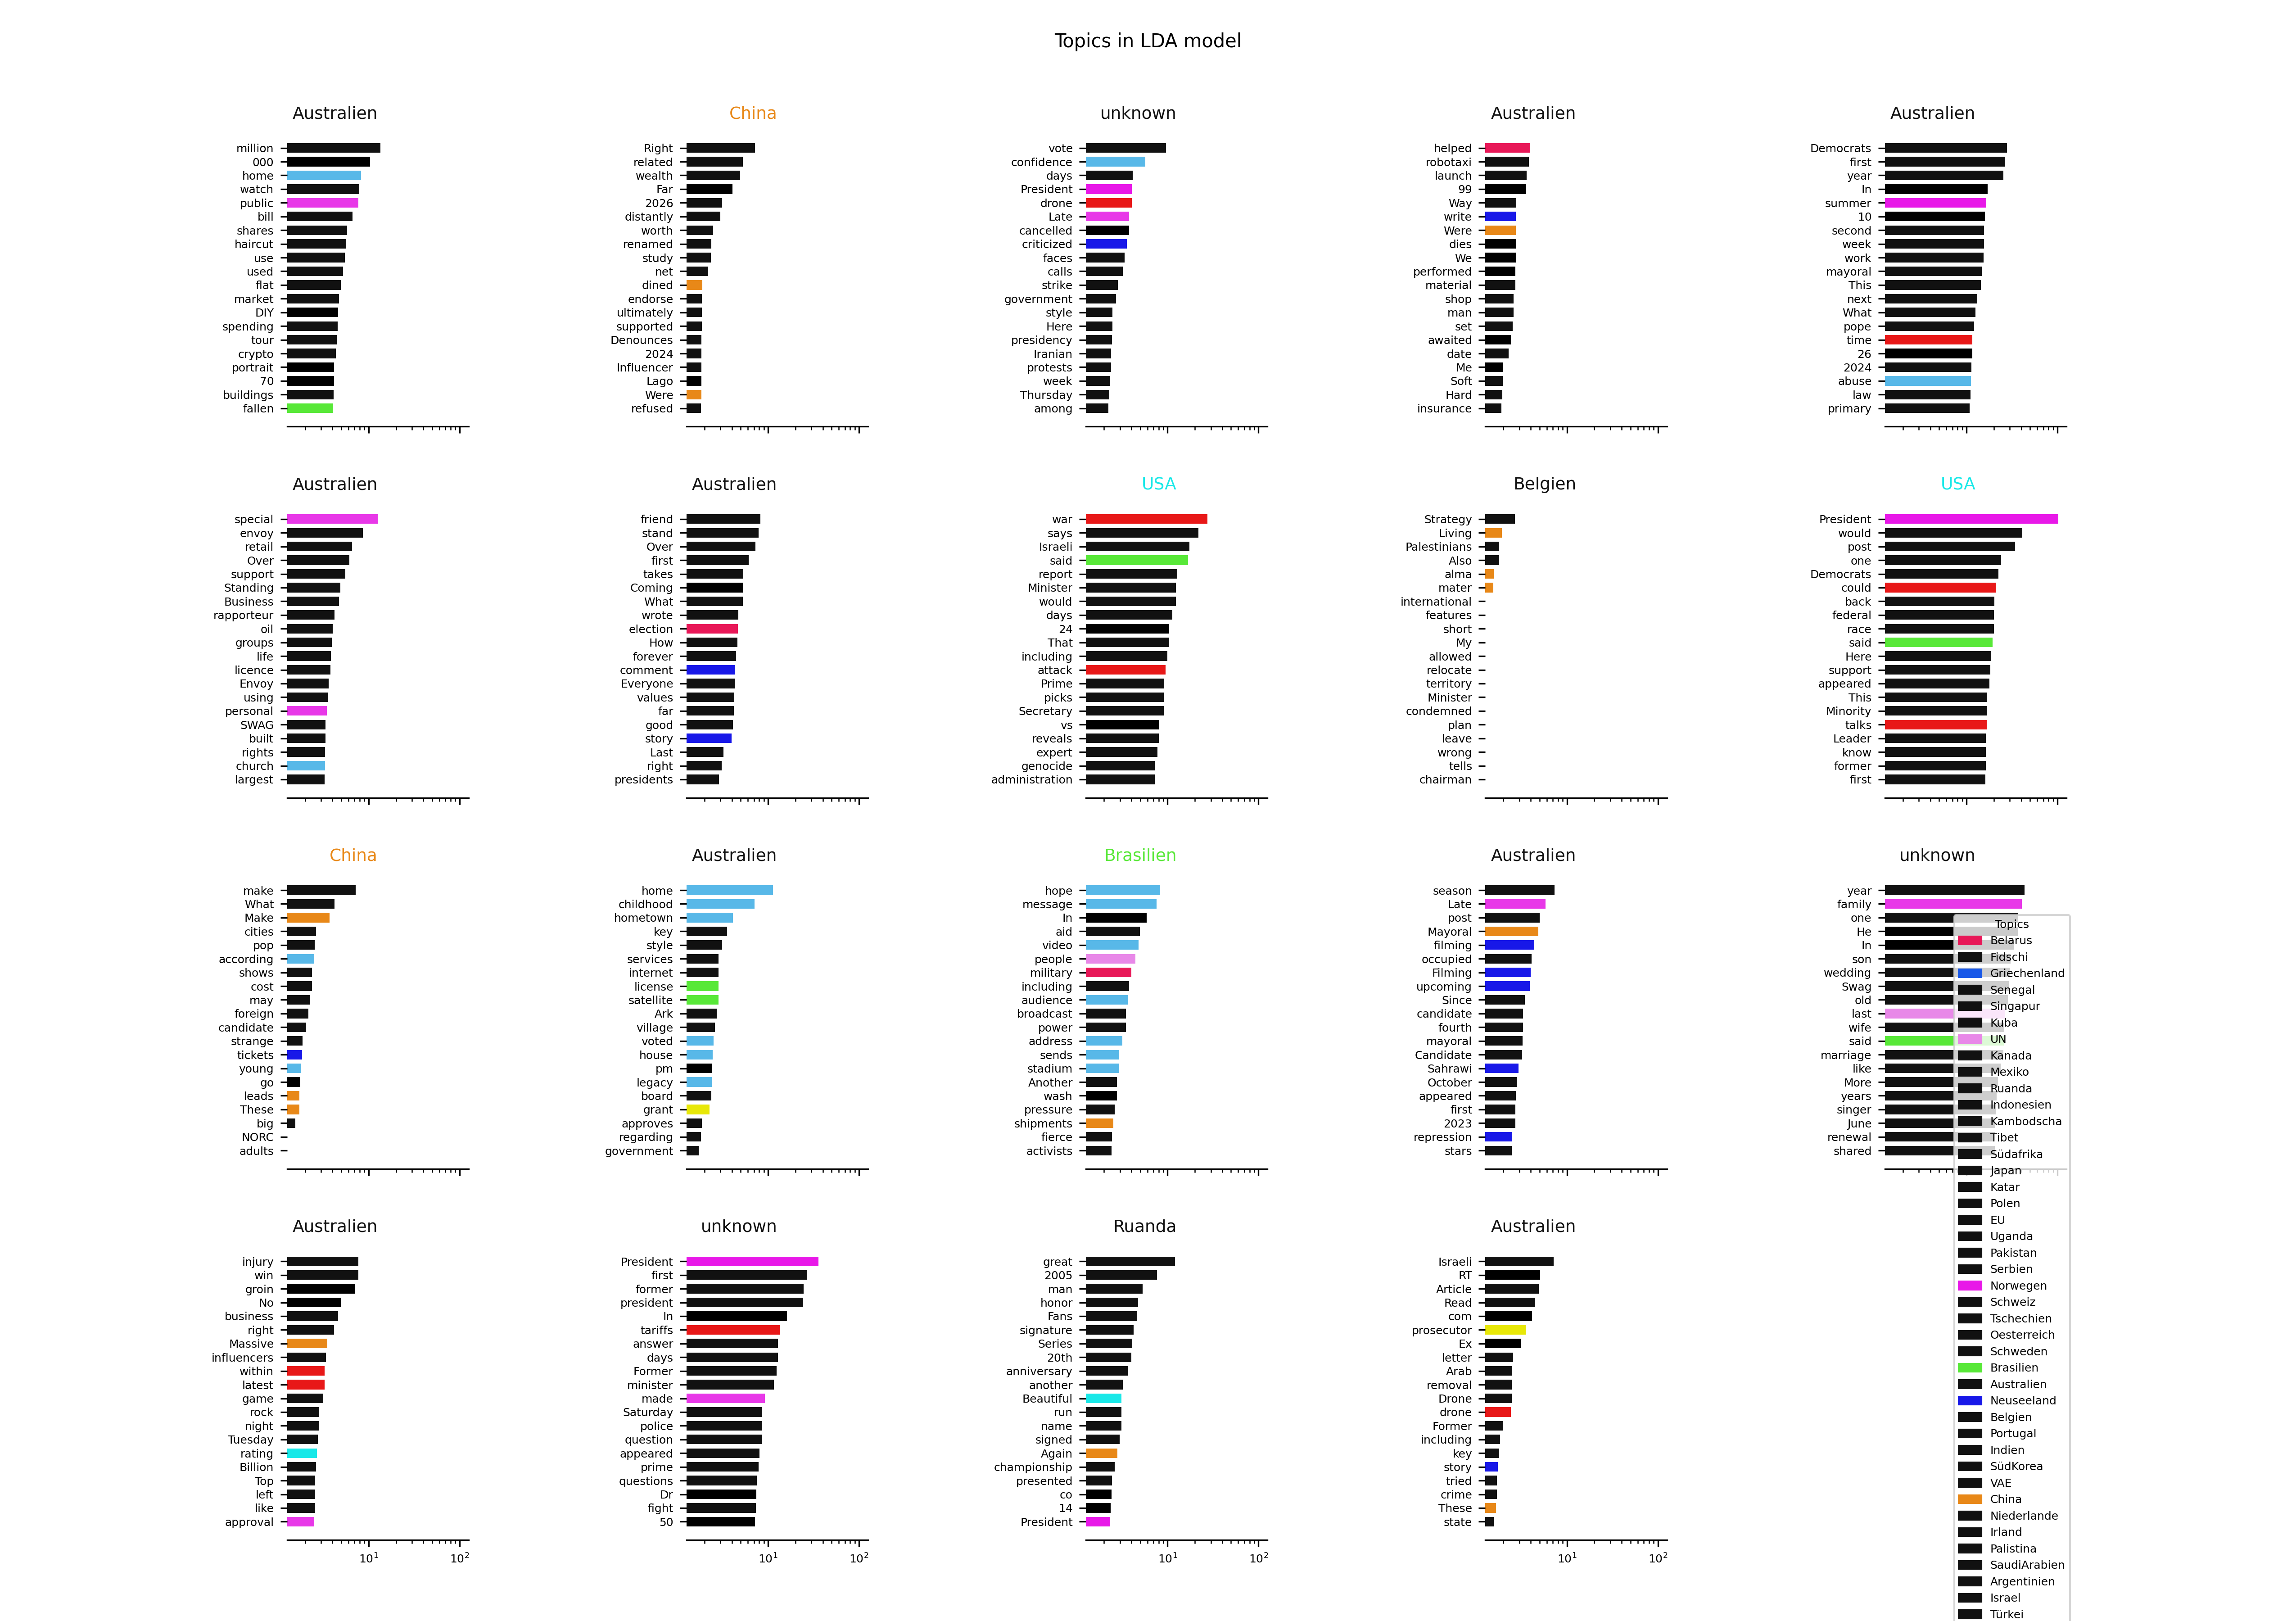 Topics in LDA model
Australien
million
000
home
watch
public
bill
shares
haircut
use
used
flat
market
DIY
spending
tour
crypto
portrait
70
buildings
fallen
China
Right
related
wealth
Far
2026
distantly
worth
renamed
study
net
dined
endorse
ultimately
supported
Denounces
2024
Influencer
Lago
Were
refused
unknown
vote
confidence
days
President
drone
Late
cancelled
criticized
faces
calls
strike
government
style
Here
presidency
Iranian
protests
week
Thursday
among
Australien
helped
robotaxi
launch
99
Way
write
Were
dies
We
performed
material
shop
man
set
awaited
date
Me
Soft
Hard
insurance
Australien
Democrats
first
year
In
summer
10
second
week
work
mayoral
This
next
What
pope
time
26
2024
abuse
law
primary
Australien
special
envoy
retail
Over
support
Standing
Business
rapporteur
oil
groups
life
licence
Envoy
using
personal
SWAG
built
rights
church
largest
Australien
friend
stand
Over
first
takes
Coming
What
wrote
election
How
forever
comment
Everyone
values
far
good
story
Last
right
presidents
USA
war
says
Israeli
said
report
Minister
would
days
24
That
including
attack
Prime
picks
Secretary
vs
reveals
expert
genocide
administration
Belgien
Strategy
Living
Palestinians
Also
alma
mater
international
features
short
My
allowed
relocate
territory
Minister
condemned
plan
leave
wrong
tells
chairman
USA
President
would
post
one
Democrats
could
back
federal
race
said
Here
support
appeared
This
Minority
talks
Leader
know
former
first
China
make
What
Make
cities
pop
according
shows
cost
may
foreign
candidate
strange
tickets
young
go
leads
These
big
NORC
adults
Australien
home
childhood
hometown
key
style
services
internet
license
satellite
Ark
village
voted
house
pm
legacy
board
grant
approves
regarding
government
Brasilien
hope
message
In
aid
video
people
military
including
audience
broadcast
power
address
sends
stadium
Another
wash
pressure
shipments
fierce
activists
Australien
season
Late
post
Mayoral
filming
occupied
Filming
upcoming
Since
candidate
fourth
mayoral
Candidate
Sahrawi
October
appeared
first
2023
repression
stars
unknown
year
family
one
He
In
son
wedding
Swag
old
last
wife
said
marriage
like
More
years
singer
June
renewal
shared
Australien
injury
win
groin
No
business
right
Massive
influencers
within
latest
game
rock
night
Tuesday
rating
Billion
Top
left
like
approval
10¹ 10²
unknown
President
first
former
president
In
tariffs
answer
days
Former
minister
made
Saturday
police
question
appeared
prime
questions
Dr
fight
50
10¹ 10²
Ruanda
great
2005
man
honor
Fans
signature
Series
20th
anniversary
another
Beautiful
run
name
signed
Again
championship
presented
co
14
President
10¹ 10²
Australien
Israeli
RT
Article
Read
com
prosecutor
Ex
letter
Arab
removal
Drone
drone
Former
including
key
story
tried
crime
These
state
10¹ 10²
Topics
Belarus
Fidschi
Griechenland
Senegal
Singapur
Kuba
UN
Kanada
Mexiko
Ruanda
Indonesien
Kambodscha
Tibet
Südafrika
Japan
Katar
Polen
EU
Uganda
Pakistan
Serbien
Norwegen
Schweiz
Tschechien
Oesterreich
Schweden
Brasilien
Australien
Neuseeland
Belgien
Portugal
Indien
SüdKorea
VAE
China
Niederlande
Irland
Palistina
SaudiArabien
Argentinien
Israel
Türkei